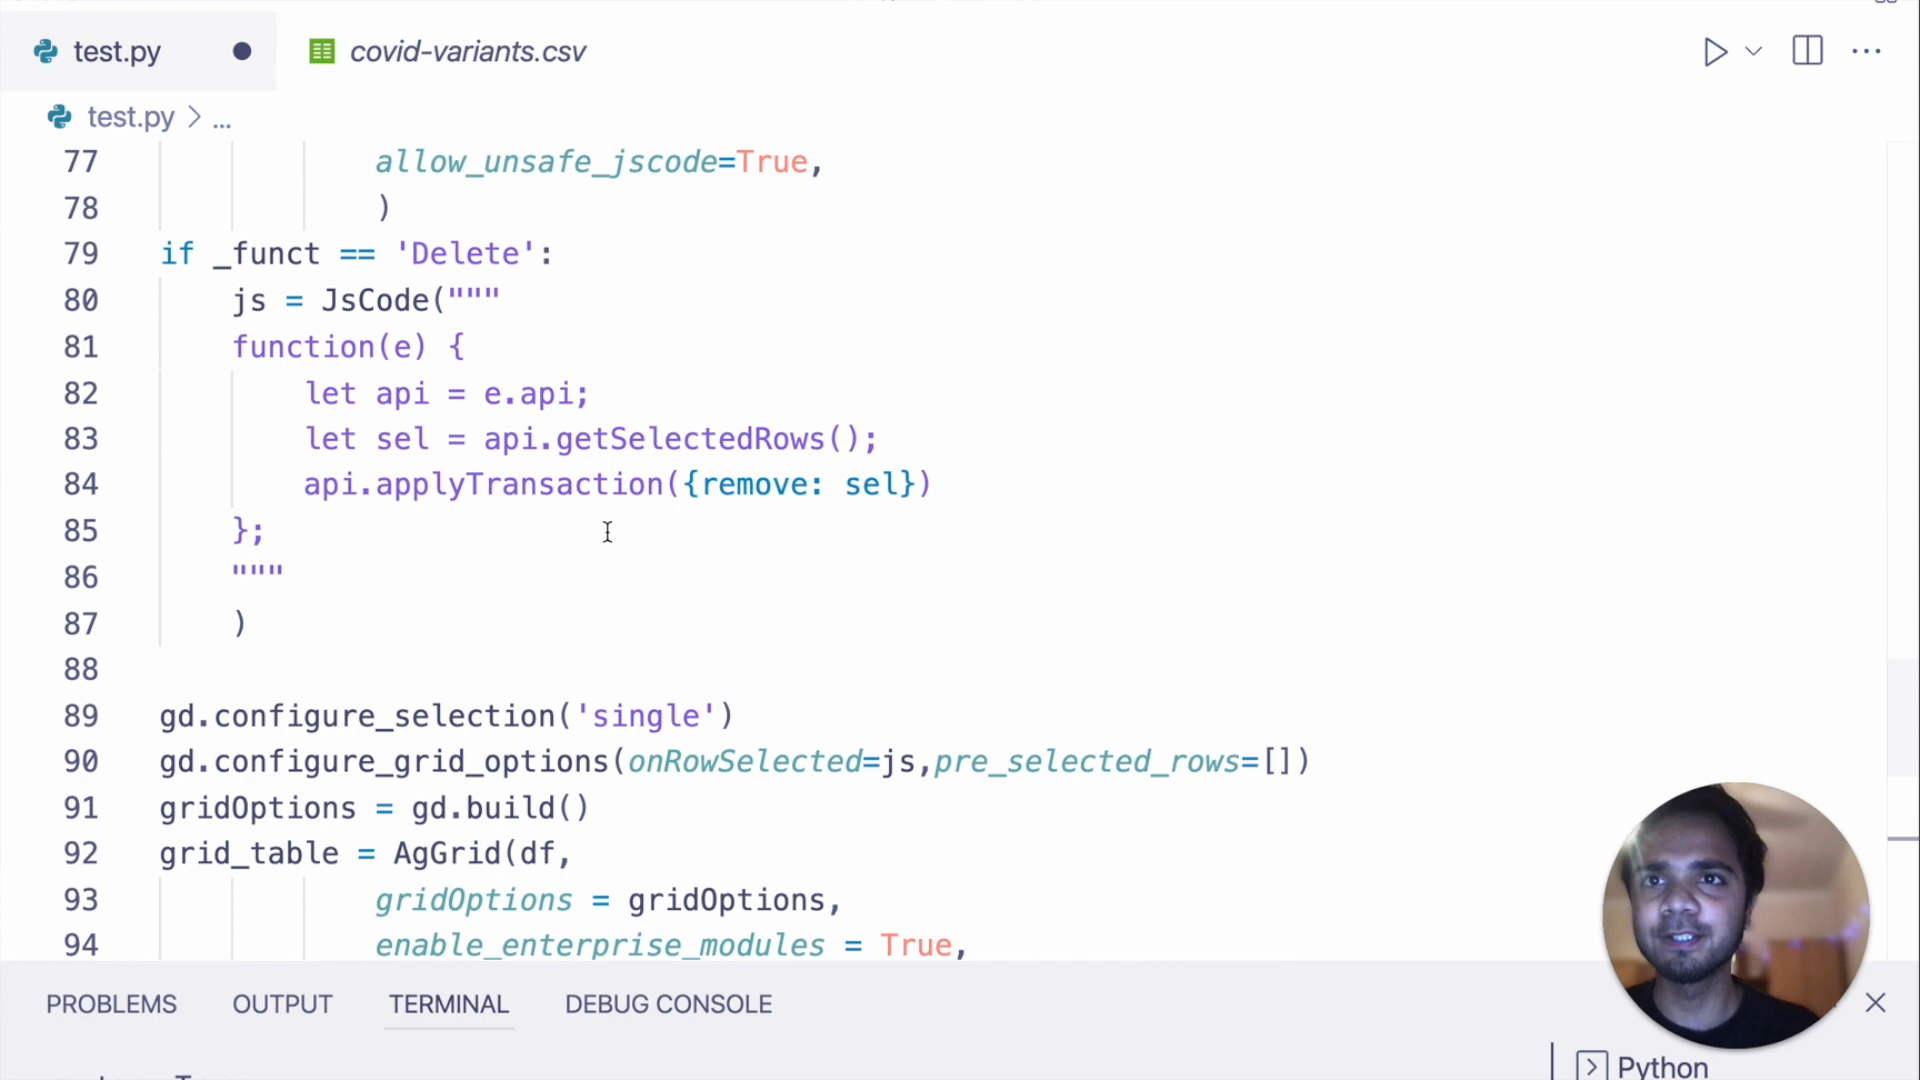 test.py
covid-variants.csv
test.py > ...
77 allow_unsafe_jscode=True,
78 )
79 if _funct == 'Delete':
80 js = JsCode("""
81 function(e) {
82 let api = e.api;
83 let sel = api.getSelectedRows();
84 api.applyTransaction({remove: sel})
85 };
86 """
87 )
88
89 gd.configure_selection('single')
90 gd.configure_grid_options(onRowSelected=js,pre_selected_rows=[])
91 gridOptions = gd.build()
92 grid_table = AgGrid(df,
93 gridOptions = gridOptions,
94 enable_enterprise_modules = True,
PROBLEMS OUTPUT TERMINAL DEBUG CONSOLE
Python